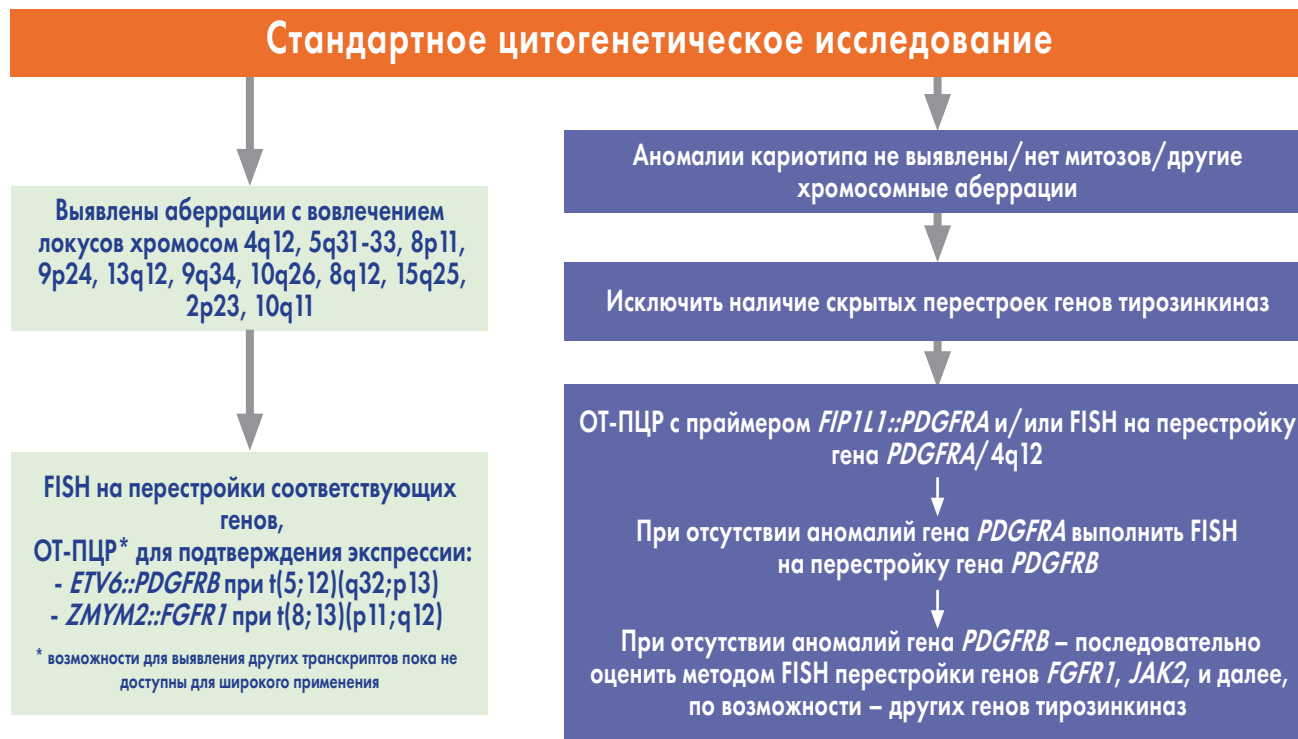 Стандартное цитогенетическое исследование
Выявлены аберрации с вовлечением
локусов хромосом 4q12, 5q31-33, 8p11,
9p24, 13q12, 9q34, 10q26, 8q12, 15q25,
2p23, 10q11
FISH на перестройки соответствующих
генов,
ОТ-ПЦР* для подтверждения экспрессии:
- ETV6::PDGFRB при t(5;12)(q32;p13)
- ZMYM2::FGFR1 при t(8;13)(p11;q12)
* возможности для выявления других транскриптов пока не
доступны для широкого применения
Аномалии кариотипа не выявлены/нет митозов/другие
хромосомные аберрации
Исключить наличие скрытых перестроек генов тирозинкиназ
ОТ-ПЦР с праймером FIP1L1::PDGFRA и/или FISH на перестройку
гена PDGFRA/4q12
При отсутствии аномалий гена PDGFRA выполнить FISH
на перестройку гена PDGFRB
При отсутствии аномалий гена PDGFRB – последовательно
оценить методом FISH перестройки генов FGFR1, JAK2, и далее,
по возможности – других генов тирозинкиназ